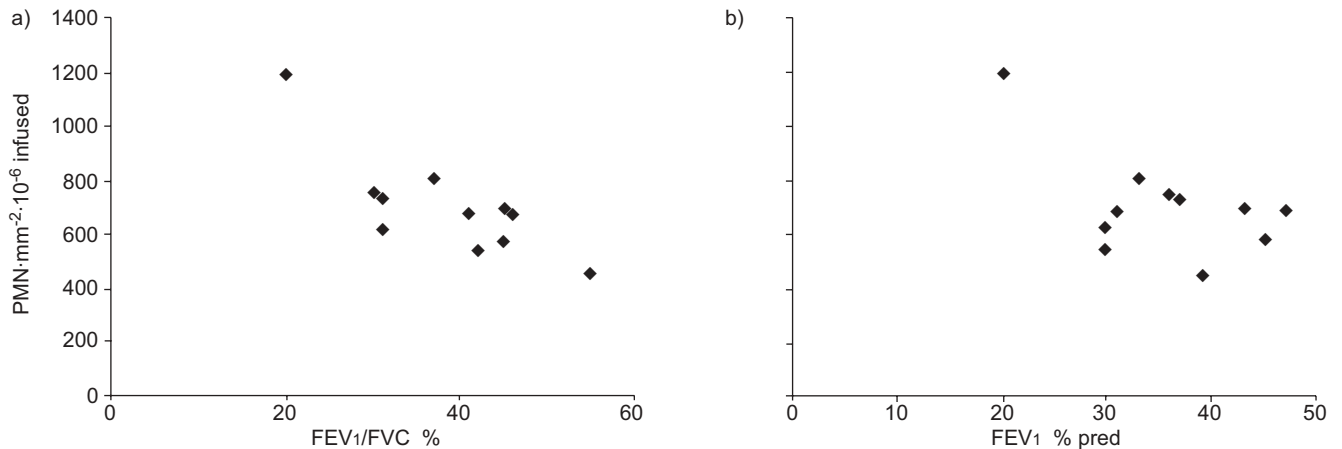 a)
PMN·mm⁻²·10⁻⁶ infused
1400
1200
1000
800
600
400
200
0
0 20 40 60
FEV1/FVC %
b)
0 10 20 30 40 50
FEV1 % pred